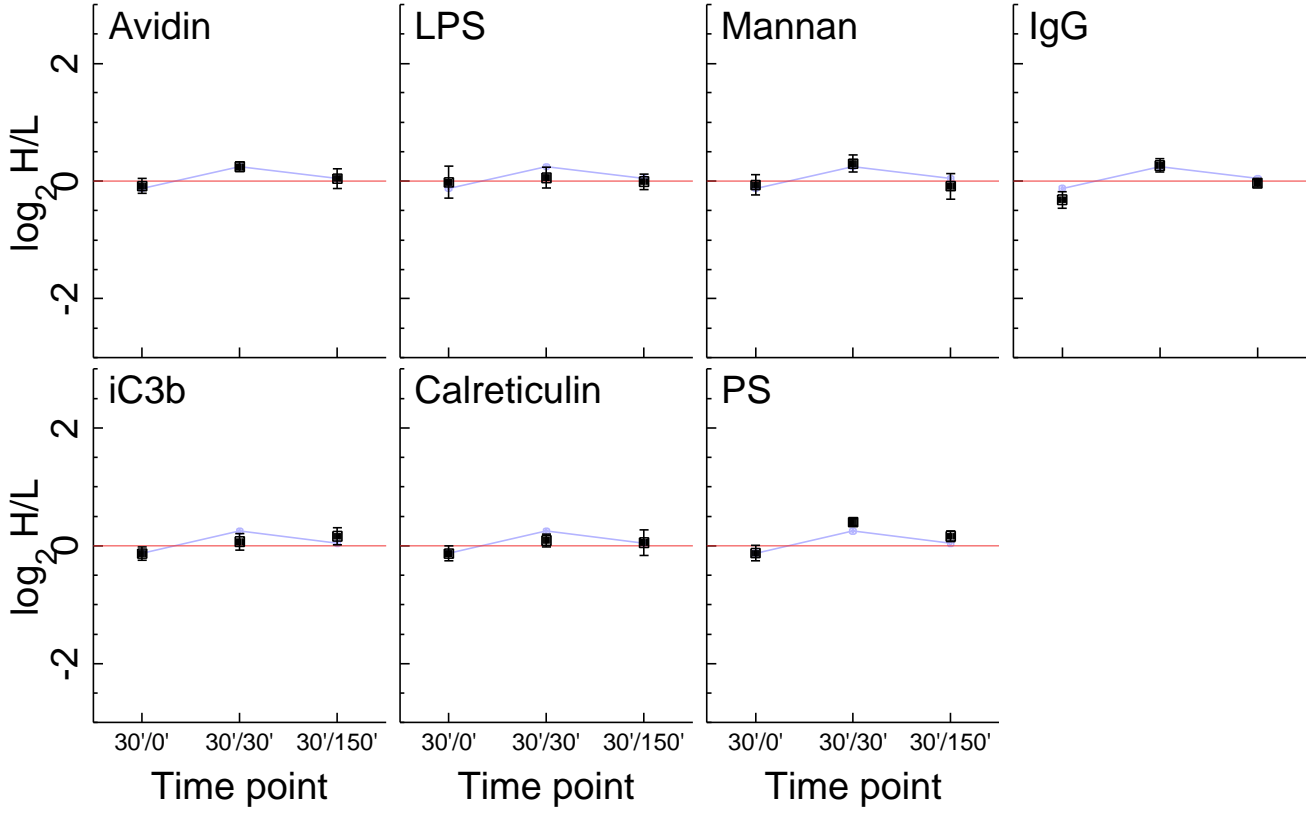 Avidin
LPS
Mannan
IgG
log2 H/L
2
0
-2
iC3b
Calreticulin
PS
log2 H/L
2
0
-2
30'/0' 30'/30' 30'/150'
30'/0' 30'/30' 30'/150'
30'/0' 30'/30' 30'/150'
Time point
Time point
Time point